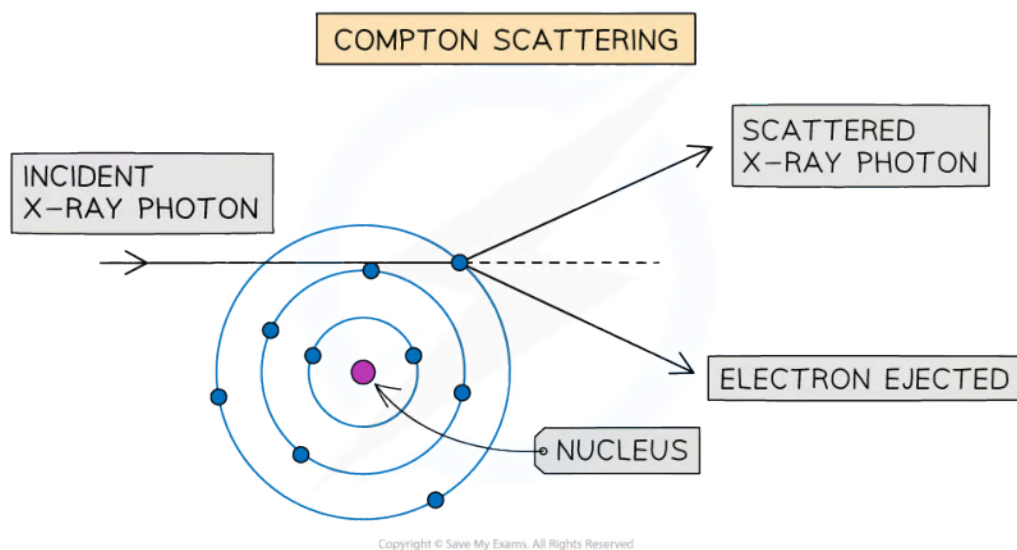 COMPTON SCATTERING
INCIDENT
X-RAY PHOTON
SCATTERED
X-RAY PHOTON
ELECTRON EJECTED
NUCLEUS
Copyright © Save My Exams. All Rights Reserved